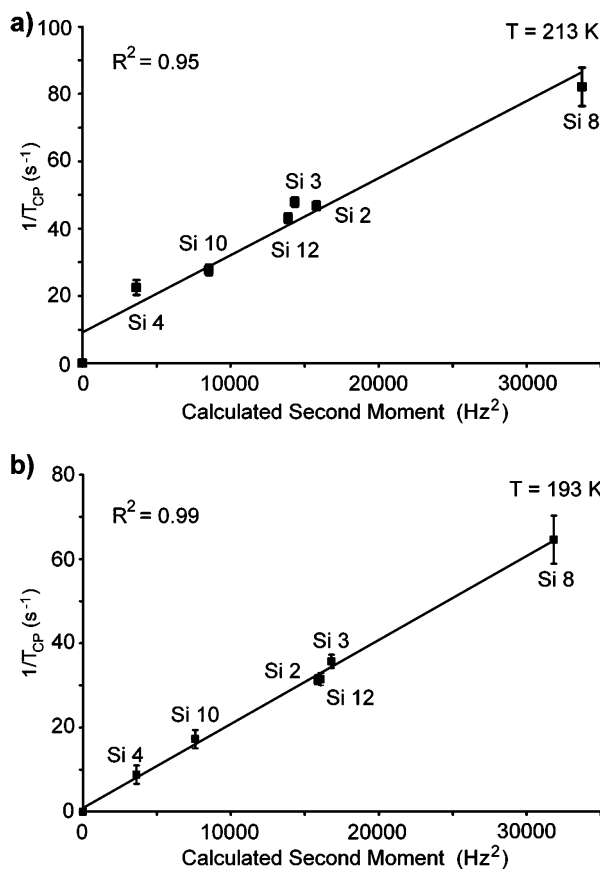 a)
T = 213 K
R² = 0.95
100
80
60
40
20
0
1/T_CP (s⁻¹)
Si 8
Si 3
Si 2
Si 12
Si 10
Si 4
0 10000 20000 30000
Calculated Second Moment (Hz²)
b)
T = 193 K
R² = 0.99
80
60
40
20
0
1/T_CP (s⁻¹)
Si 8
Si 3
Si 2
Si 12
Si 10
Si 4
0 10000 20000 30000
Calculated Second Moment (Hz²)